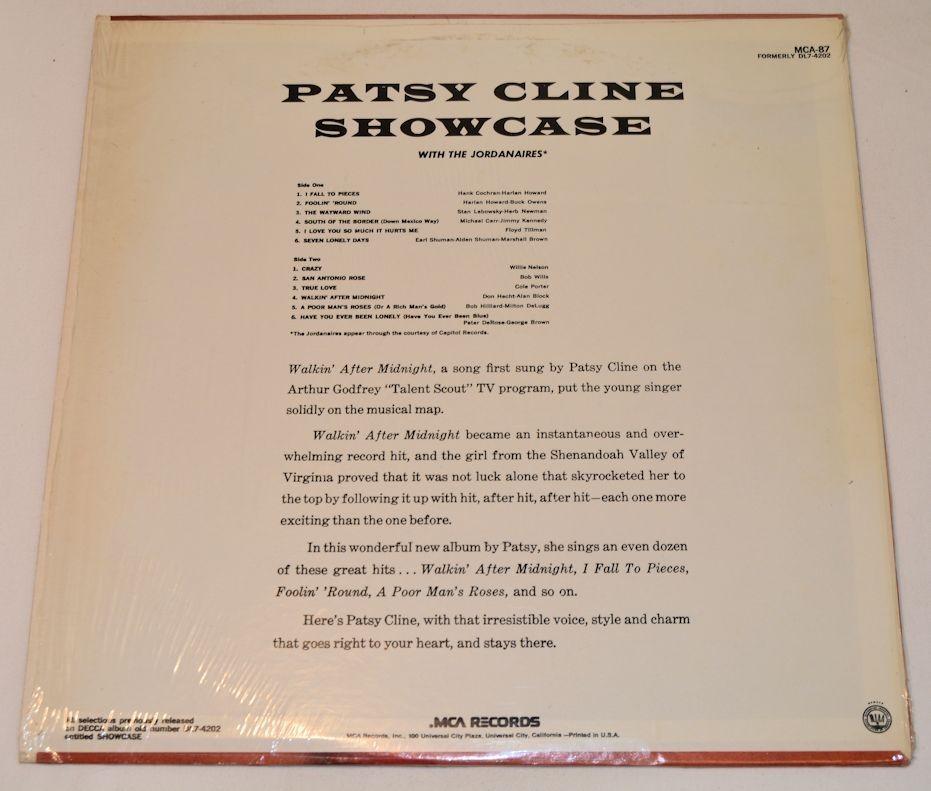 MCA-87
FORMERLY DL7-4202
PATSY CLINE
SHOWCASE
WITH THE JORDANAIRES*
Side One
1. I FALL TO PIECES Hank Cochran-Harlan Howard
2. FOOLIN' 'ROUND Harlan Howard-Buck Owens
3. THE WAYWARD WIND Stan Lebowsky-Herb Newman
4. SOUTH OF THE BORDER (Down Mexico Way) Michael Carr-Jimmy Kennedy
5. I LOVE YOU SO MUCH IT HURTS ME Floyd Tillman
6. SEVEN LONELY DAYS Earl Shuman-Alden Shuman-Marshall Brown
Side Two
1. CRAZY Willie Nelson
2. SAN ANTONIO ROSE Bob Wills
3. TRUE LOVE Cole Porter
4. WALKIN' AFTER MIDNIGHT Don Hecht-Alan Block
5. A POOR MAN'S ROSES (Or A Rich Man's Gold) Bob Hilliard-Milton DeLugg
6. HAVE YOU EVER BEEN LONELY (Have You Ever Been Blue)
Peter DeRose-George Brown
*The Jordanaires appear through the courtesy of Capitol Records.
Walkin' After Midnight, a song first sung by Patsy Cline on the
Arthur Godfrey "Talent Scout" TV program, put the young singer
solidly on the musical map.
Walkin' After Midnight became an instantaneous and over-
whelming record hit, and the girl from the Shenandoah Valley of
Virginia proved that it was not luck alone that skyrocketed her to
the top by following it up with hit, after hit, after hit—each one more
exciting than the one before.
In this wonderful new album by Patsy, she sings an even dozen
of these great hits . . . Walkin' After Midnight, I Fall To Pieces,
Foolin' 'Round, A Poor Man's Roses, and so on.
Here's Patsy Cline, with that irresistible voice, style and charm
that goes right to your heart, and stays there.
All selections previously released
on DECCA album old number DL7-4202
entitled SHOWCASE
.MCA RECORDS
MCA Records, Inc., 100 Universal City Plaza, Universal City, California —Printed in U.S.A.